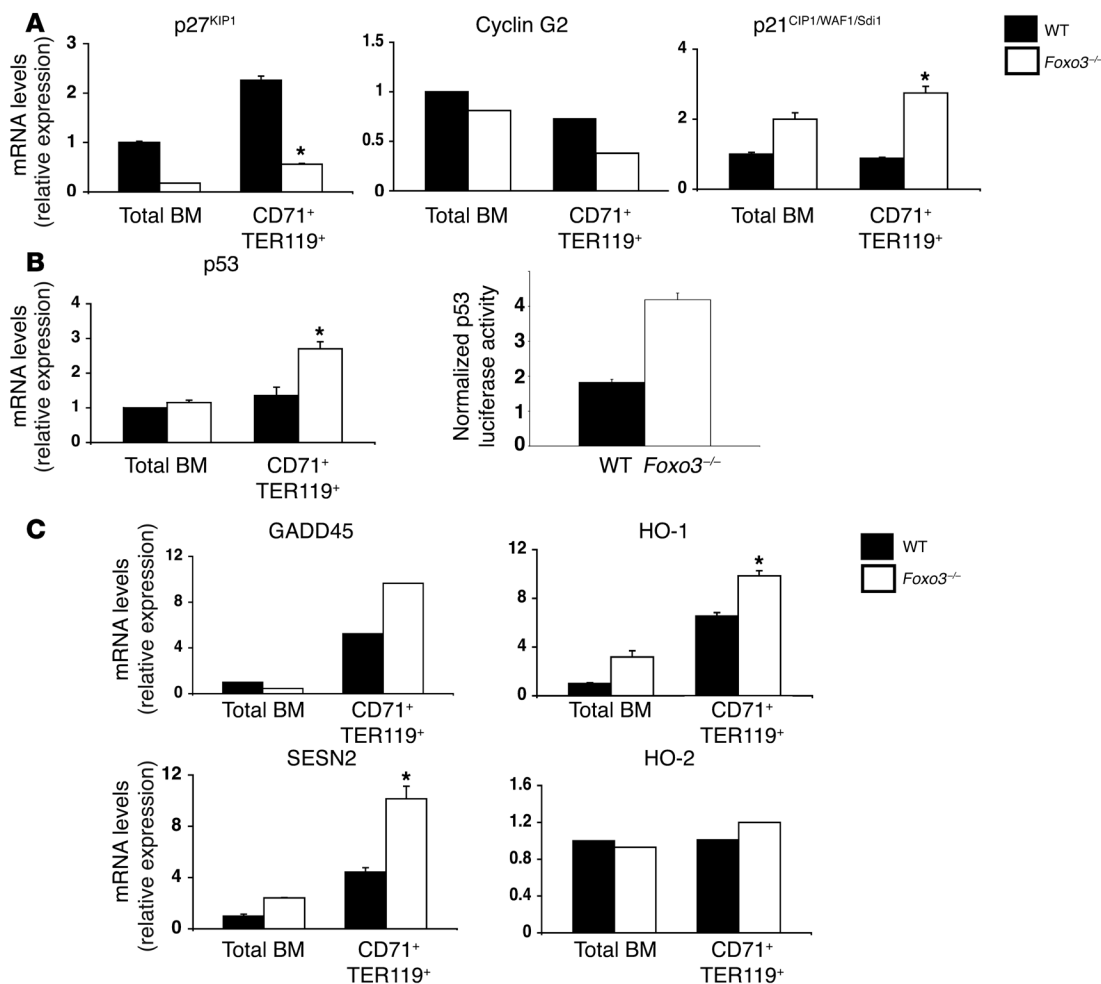 A
p27KIP1
Cyclin G2
p21CIP1/WAF1/Sdi1
WT
Foxo3–/–
mRNA levels
(relative expression)
3
2
1
0
*
Total BM
CD71+
TER119+
1.5
1
0.5
0
Total BM
CD71+
TER119+
4
2
0
*
Total BM
CD71+
TER119+
B
p53
mRNA levels
(relative expression)
4
3
2
1
0
*
Total BM
CD71+
TER119+
Normalized p53
luciferase activity
4
3
2
1
0
WT Foxo3–/–
C
GADD45
mRNA levels
(relative expression)
12
8
4
0
Total BM
CD71+
TER119+
HO-1
12
8
4
0
*
Total BM
CD71+
TER119+
WT
Foxo3–/–
SESN2
mRNA levels
(relative expression)
12
8
4
0
*
Total BM
CD71+
TER119+
HO-2
1.6
1.2
0.8
0.4
0
Total BM
CD71+
TER119+